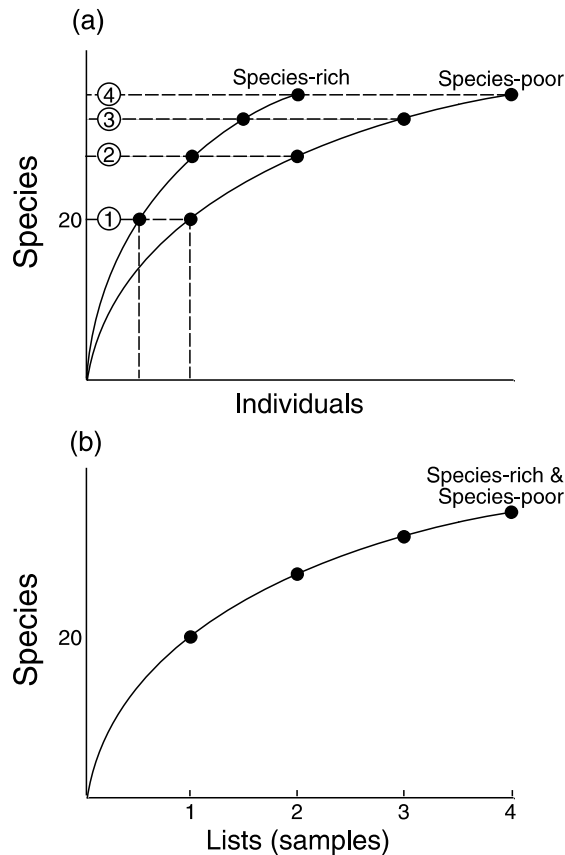 (a)
Species-rich
Species-poor
4
3
2
1
20
Species
Individuals
(b)
Species-rich &
Species-poor
20
Species
1 2 3 4
Lists (samples)